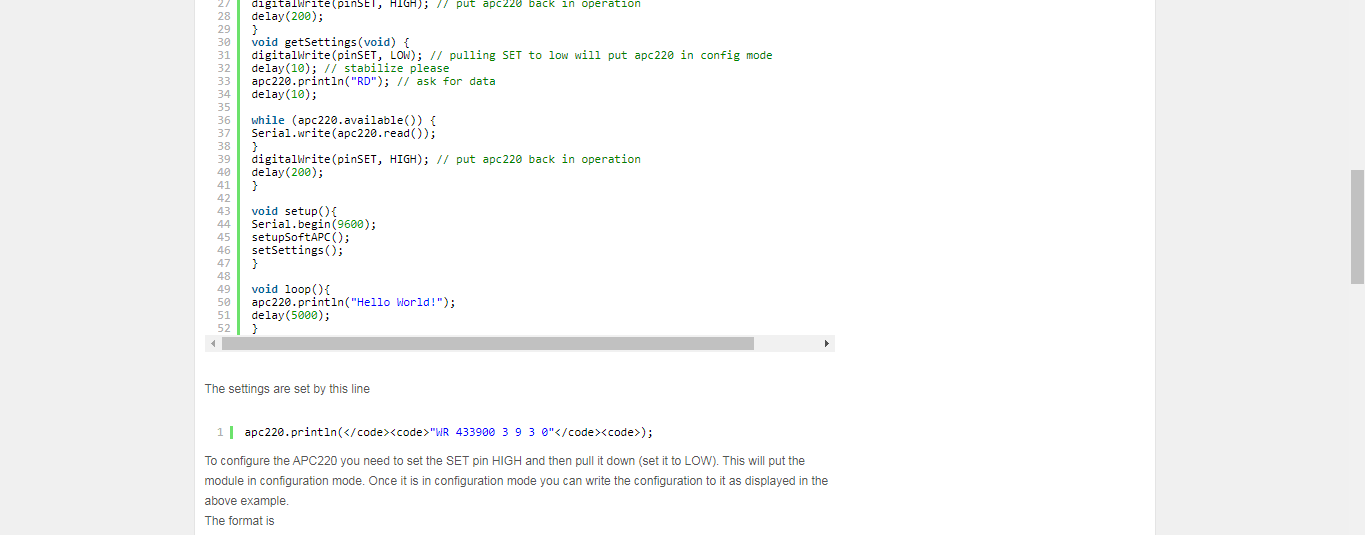 27 digitalWrite(pinSET, HIGH); // put apc220 back in operation
28 delay(200);
29 }
30 void getSettings(void) {
31 digitalWrite(pinSET, LOW); // pulling SET to low will put apc220 in config mode
32 delay(10); // stabilize please
33 apc220.println("RD"); // ask for data
34 delay(10);
35
36 while (apc220.available()) {
37 Serial.write(apc220.read());
38 }
39 digitalWrite(pinSET, HIGH); // put apc220 back in operation
40 delay(200);
41 }
42
43 void setup(){
44 Serial.begin(9600);
45 setupSoftAPC();
46 setSettings();
47 }
48
49 void loop(){
50 apc220.println("Hello World!");
51 delay(5000);
52 }
The settings are set by this line
1 apc220.println(</code><code>"WR 433900 3 9 3 0"</code><code>);
To configure the APC220 you need to set the SET pin HIGH and then pull it down (set it to LOW). This will put the
module in configuration mode. Once it is in configuration mode you can write the configuration to it as displayed in the
above example.
The format is